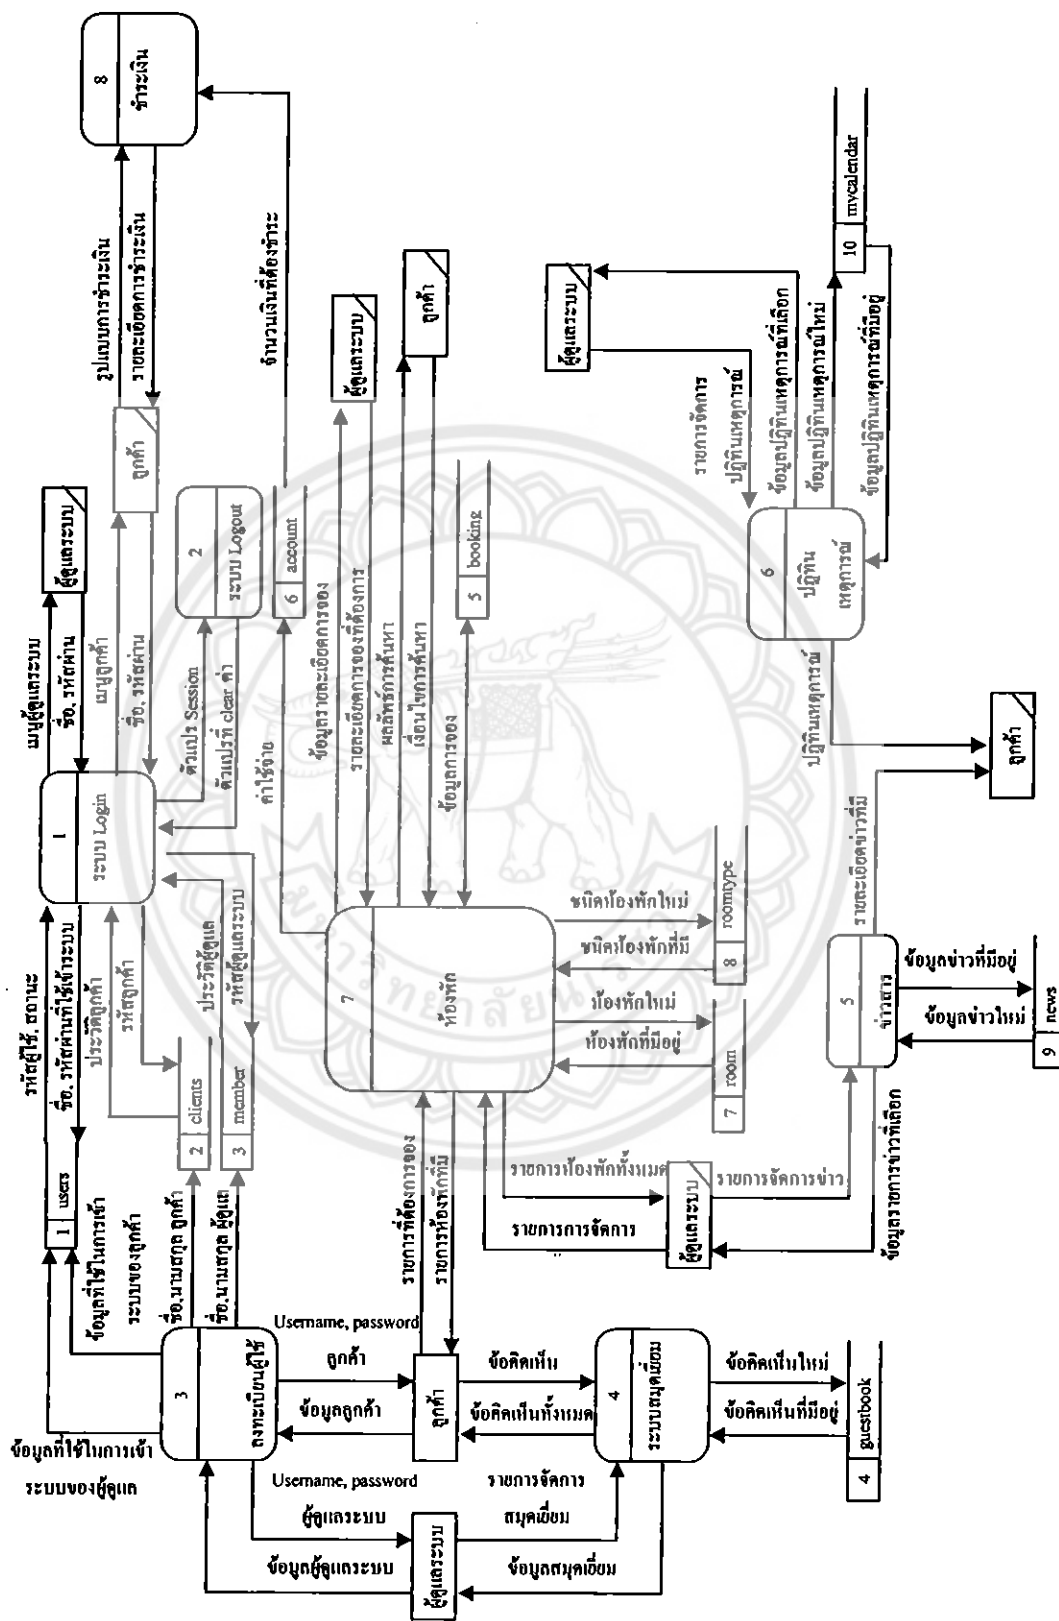 8
ชำระเงิน
รูปแบบการชำระเงิน
รายละเอียดการชำระเงิน
จำนวนเงินที่ต้องชำระ
ลูกค้า
ผู้ดูแลระบบ
เมนูผู้ดูแลระบบ
ชื่อ, รหัสผ่าน
เมนูลูกค้า
ชื่อ, รหัสผ่าน
1
ระบบ Login
2
ระบบ Logout
ตัวแปร Session
ตัวแปรที่ clear ค่า
6 account
ค่าใช้จ่าย
รหัสผู้ใช้, สถานะ
ชื่อ, รหัสผ่านที่ใช้เข้าระบบ
ประวัติลูกค้า
รหัสลูกค้า
ประวัติผู้ดูแล
รหัสผู้ดูแลระบบ
1 users
2 clients
3 member
ข้อมูลที่ใช้ในการเข้า
ระบบของลูกค้า
ชื่อ,นามสกุล ลูกค้า
ชื่อ,นามสกุล ผู้ดูแล
ข้อมูลที่ใช้ในการเข้า
ระบบของผู้ดูแล
3
ลงทะเบียนผู้ใช้
Username, password
ลูกค้า
ข้อมูลลูกค้า
Username, password
ผู้ดูแลระบบ
ข้อมูลผู้ดูแลระบบ
ลูกค้า
ผู้ดูแลระบบ
ข้อคิดเห็น
ข้อคิดเห็นทั้งหมด
รายการจัดการ
สมุดเยี่ยม
ข้อมูลสมุดเยี่ยม
4
ระบบสมุดเยี่ยม
ข้อคิดเห็นใหม่
ข้อคิดเห็นที่มีอยู่
4 guestbook
รายการที่ต้องการจอง
รายการห้องพักที่มี
7
ห้องพัก
ผู้ดูแลระบบ
ลูกค้า
ข้อมูลรายละเอียดการจอง
รายละเอียดการจองที่ต้องการ
ผลลัพธ์การค้นหา
เงื่อนไขการค้นหา
ข้อมูลการจอง
5 booking
ชนิดห้องพักใหม่
ชนิดห้องพักที่มี
ห้องพักใหม่
ห้องพักที่มีอยู่
8 roomtype
7 room
รายการห้องพักทั้งหมด
รายการการจัดการ
ผู้ดูแลระบบ
รายการจัดการข่าว
ข้อมูลรายการข่าวที่เลือก
5
ข่าวสาร
ข้อมูลข่าวที่มีอยู่
ข้อมูลข่าวใหม่
9 news
รายละเอียดข่าวที่มี
ลูกค้า
ปฏิทินเหตุการณ์
6
ปฏิทิน
เหตุการณ์
ผู้ดูแลระบบ
รายการจัดการ
ปฏิทินเหตุการณ์
ข้อมูลปฏิทินเหตุการณ์ที่เลือก
ข้อมูลปฏิทินเหตุการณ์ใหม่
ข้อมูลปฏิทินเหตุการณ์ที่มีอยู่
10 mycalendar
มหาวิทยาลัยนเรศวร